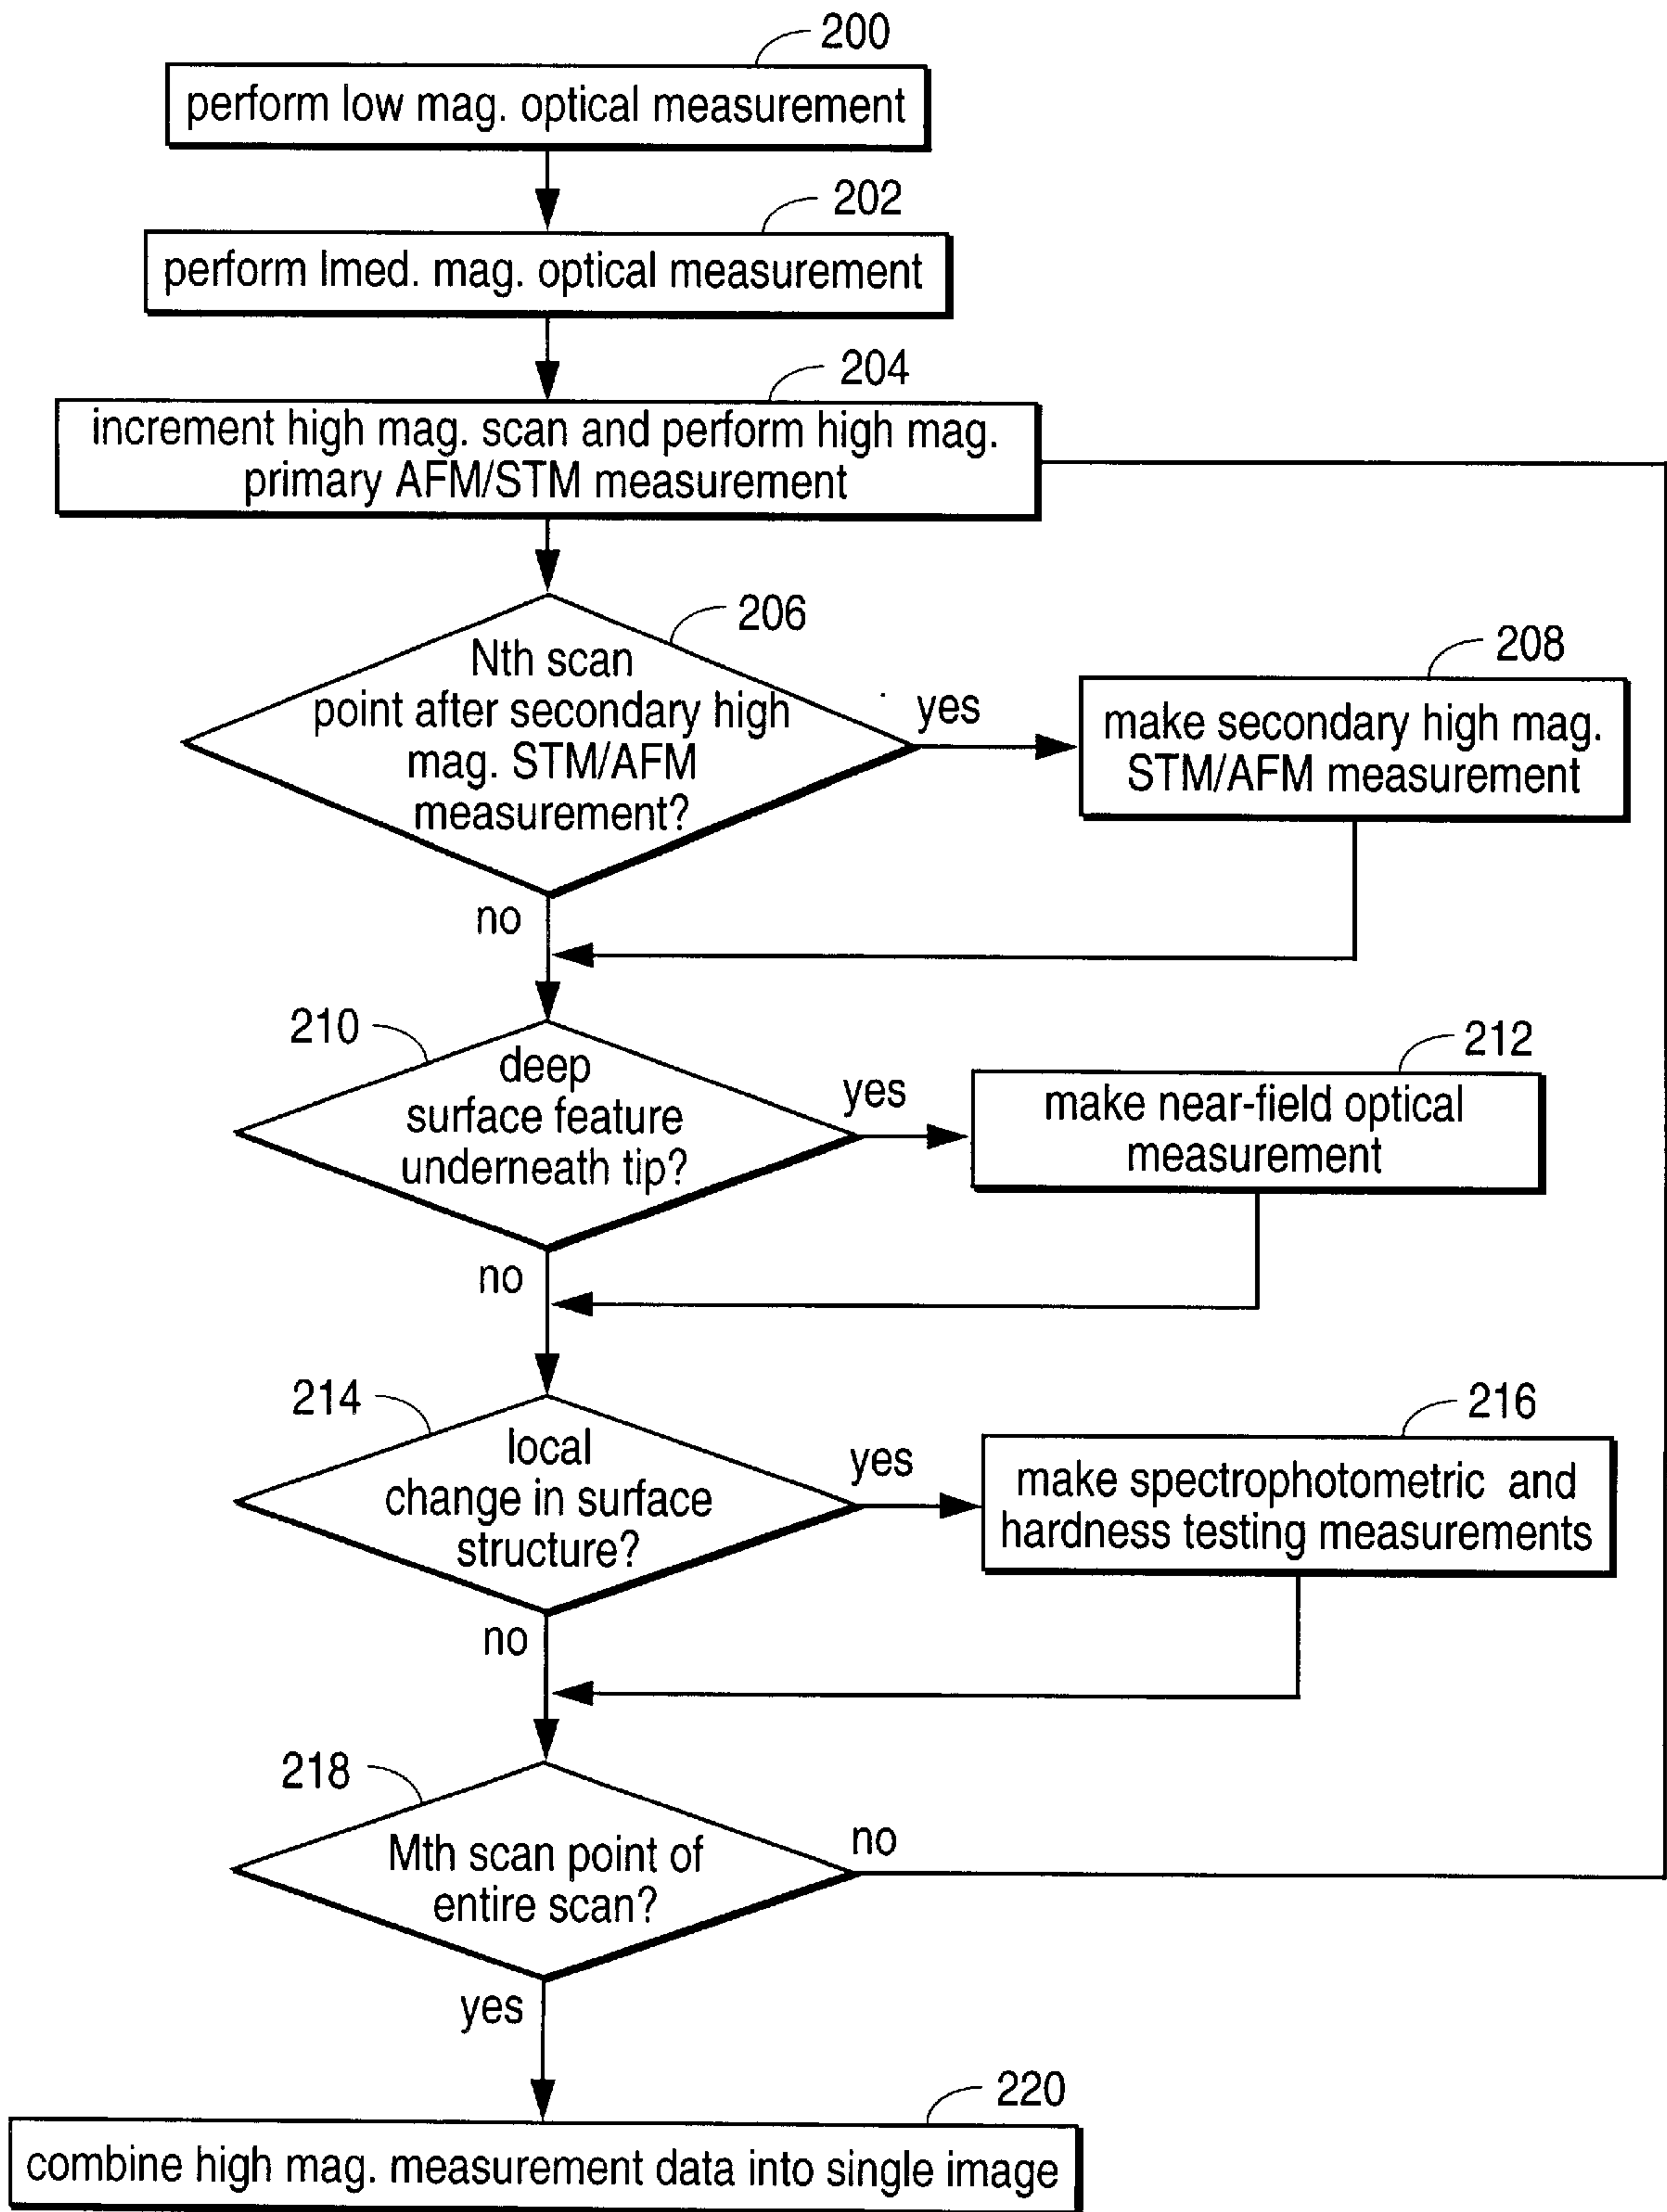 200
perform low mag. optical measurement
202
perform Imed. mag. optical measurement
204
increment high mag. scan and perform high mag.
primary AFM/STM measurement
206
Nth scan
point after secondary high
mag. STM/AFM
measurement?
yes
208
make secondary high mag.
STM/AFM measurement
no
210
deep
surface feature
underneath tip?
yes
212
make near-field optical
measurement
no
214
local
change in surface
structure?
yes
216
make spectrophotometric and
hardness testing measurements
no
218
Mth scan point of
entire scan?
no
yes
220
combine high mag. measurement data into single image